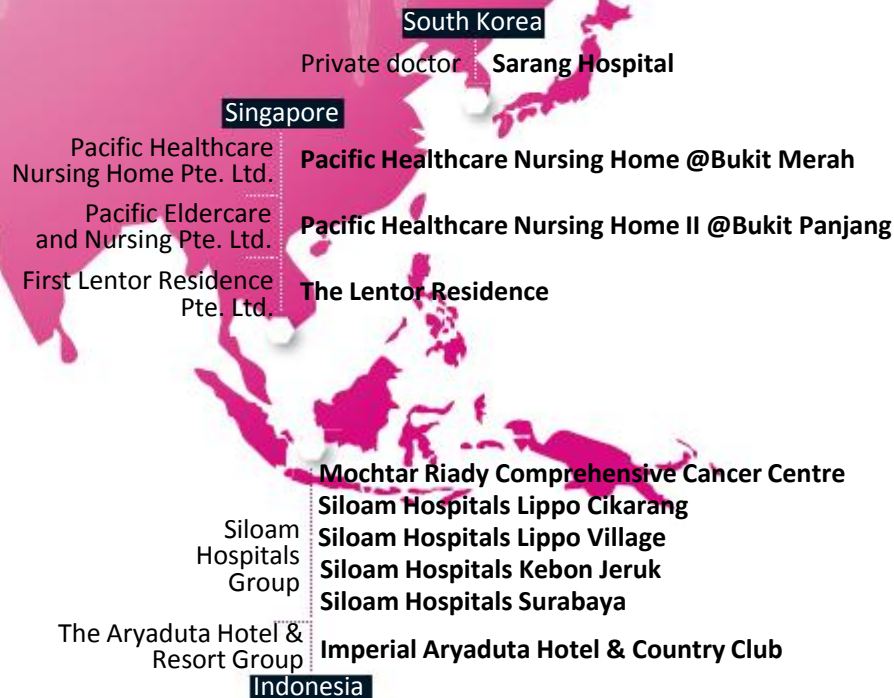 South Korea
Private doctor Sarang Hospital
Singapore
Pacific Healthcare
Nursing Home Pte. Ltd.
Pacific Healthcare Nursing Home @Bukit Merah
Pacific Eldercare
and Nursing Pte. Ltd.
Pacific Healthcare Nursing Home II @Bukit Panjang
First Lentor Residence
Pte. Ltd.
The Lentor Residence
Mochtar Riady Comprehensive Cancer Centre
Siloam Hospitals Lippo Cikarang
Siloam Hospitals Lippo Village
Siloam Hospitals Kebon Jeruk
Siloam Hospitals Surabaya
Siloam
Hospitals
Group
The Aryaduta Hotel &
Resort Group
Imperial Aryaduta Hotel & Country Club
Indonesia